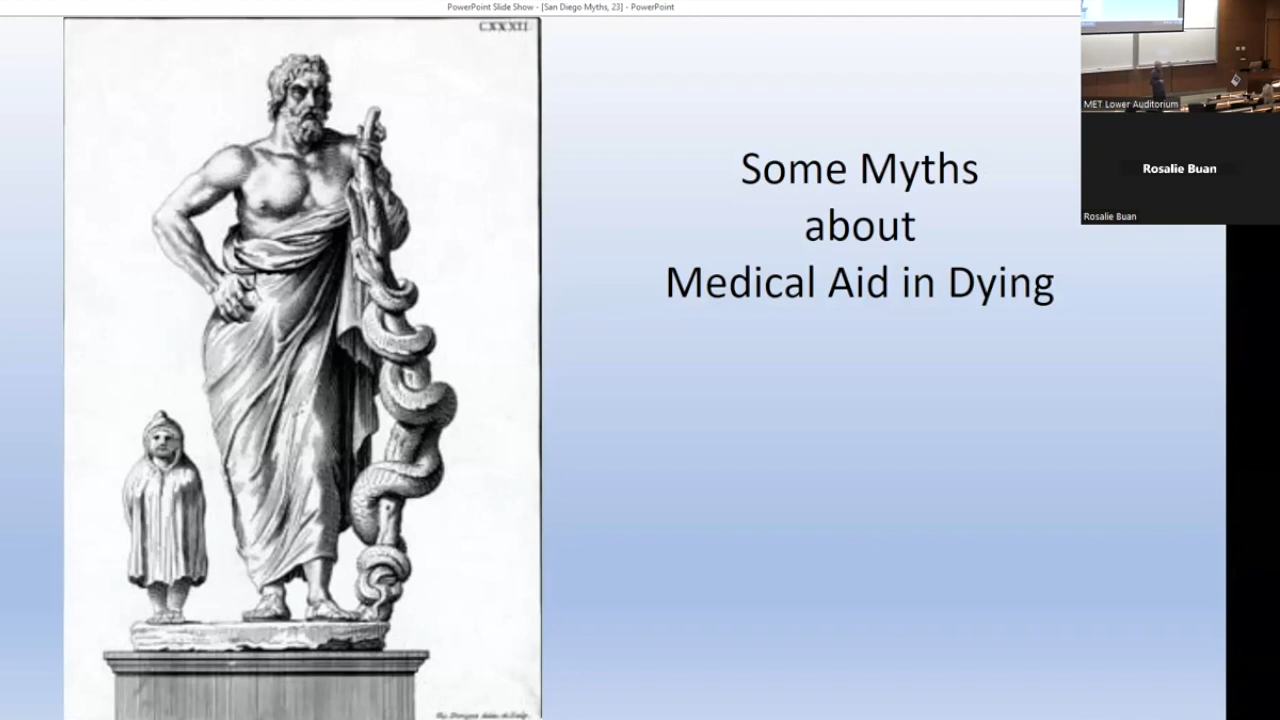 PowerPoint Slide Show - [San Diego Myths, 23] - PowerPoint
CXXXII.
Some Myths
about
Medical Aid in Dying
MET Lower Auditorium
Rosalie Buan
Rosalie Buan